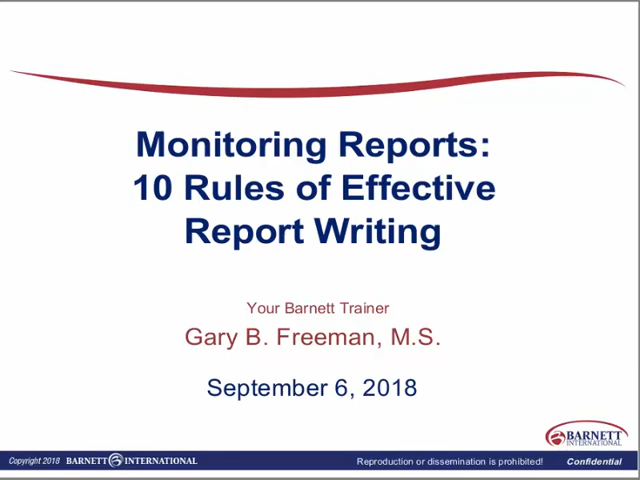 Monitoring Reports:
10 Rules of Effective
Report Writing
Your Barnett Trainer
Gary B. Freeman, M.S.
September 6, 2018
BARNETT
INTERNATIONAL
Copyright 2018 BARNETT INTERNATIONAL Reproduction or dissemination is prohibited! Confidential